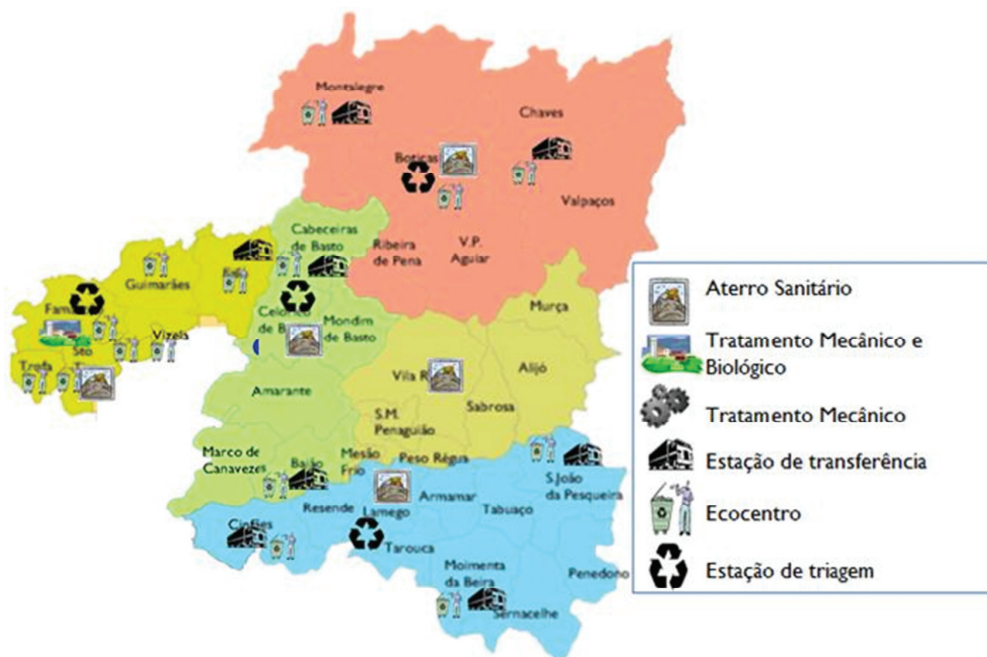 Montalegre
Chaves
Boticas
Valpaços
Cabeceiras
de Basto
Ribeira
de Pena
V.P.
Aguiar
Guimarães
Murça
Mondim
de Basto
Vizela
Sto
Trofa
Vila
Alijó
Amarante
Sabrosa
S.M.
Penaguião
Marco de
Canavezes
Baião
Mesão
Frio
Peso Régua
S.João
da Pesqueira
Resende
Lamego
Armamar
Tabuaço
Cinfães
Tarouca
Moimenta
da Beira
Penedono
Sernacelhe
Aterro Sanitário
Tratamento Mecânico e
Biológico
Tratamento Mecânico
Estação de transferência
Ecocentro
Estação de triagem